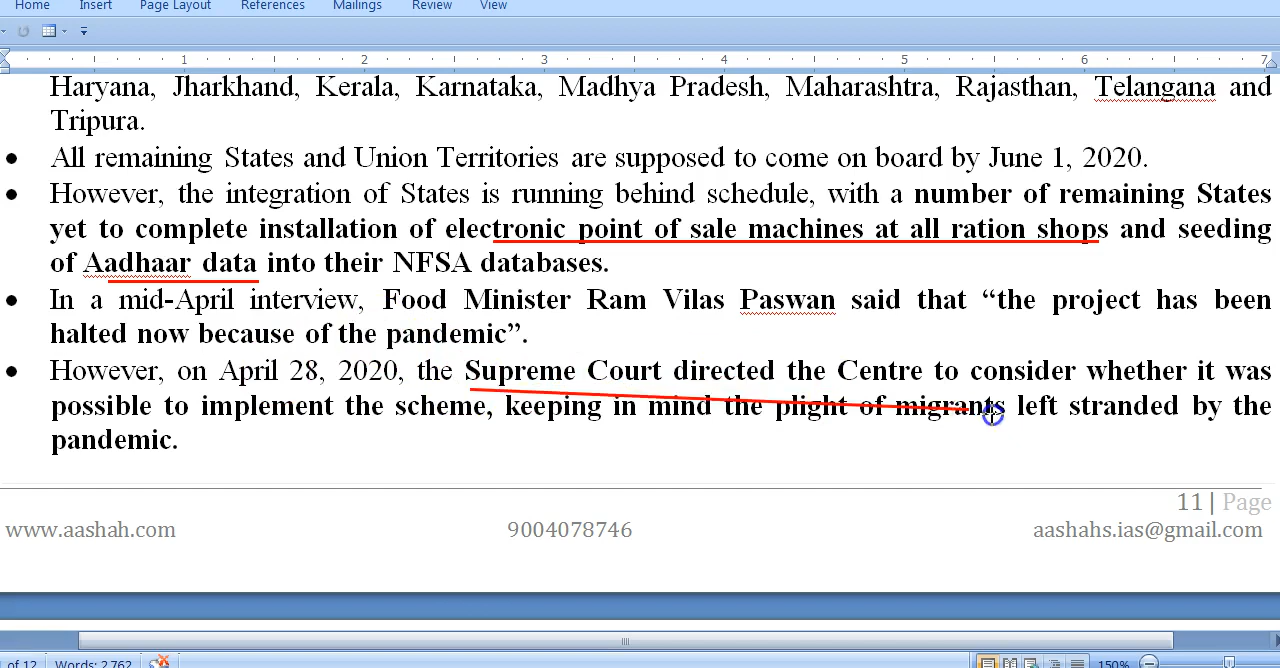 Home Insert Page Layout References Mailings Review View
1 2 3 4 5 6 7
Haryana, Jharkhand, Kerala, Karnataka, Madhya Pradesh, Maharashtra, Rajasthan, Telangana and
Tripura.
• All remaining States and Union Territories are supposed to come on board by June 1, 2020.
• However, the integration of States is running behind schedule, with a number of remaining States
yet to complete installation of electronic point of sale machines at all ration shops and seeding
of Aadhaar data into their NFSA databases.
• In a mid-April interview, Food Minister Ram Vilas Paswan said that “the project has been
halted now because of the pandemic”.
• However, on April 28, 2020, the Supreme Court directed the Centre to consider whether it was
possible to implement the scheme, keeping in mind the plight of migrants left stranded by the
pandemic.
11 | Page
www.aashah.com 9004078746 aashahs.ias@gmail.com
of 12 Words: 2,762 150%